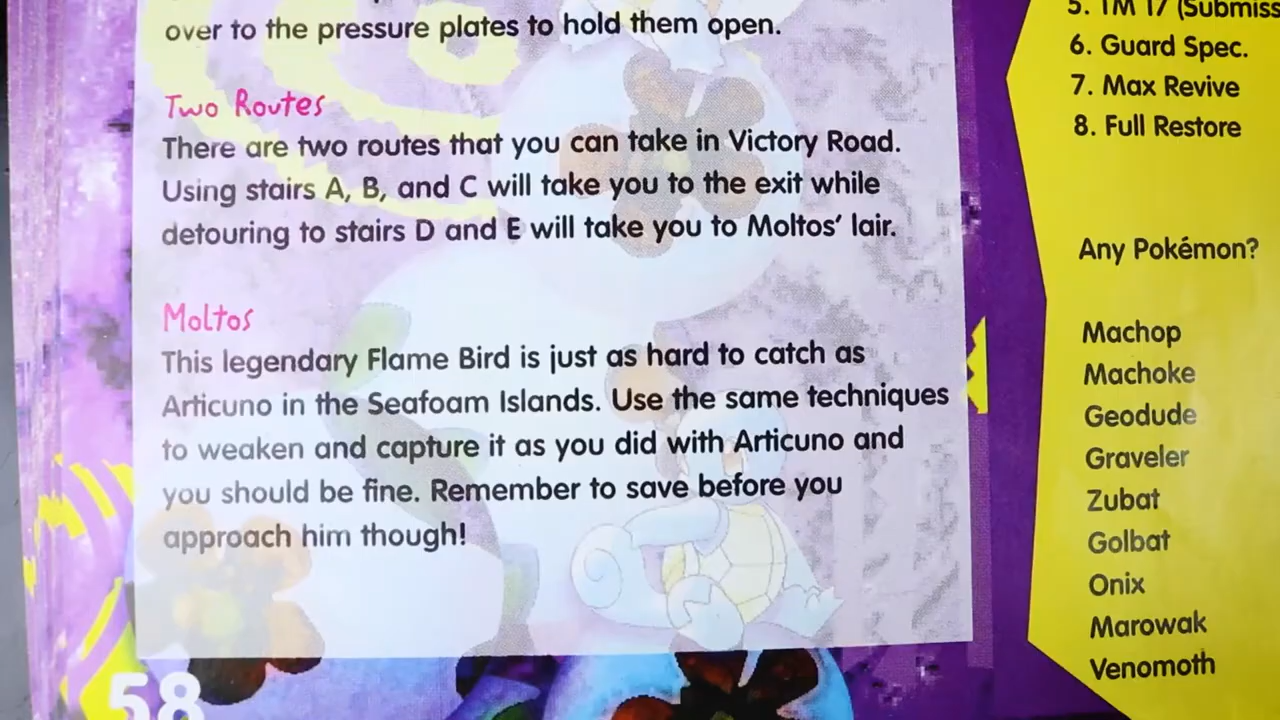 over to the pressure plates to hold them open.
Two Routes
There are two routes that you can take in Victory Road.
Using stairs A, B, and C will take you to the exit while
detouring to stairs D and E will take you to Moltos' lair.
Moltos
This legendary Flame Bird is just as hard to catch as
Articuno in the Seafoam Islands. Use the same techniques
to weaken and capture it as you did with Articuno and
you should be fine. Remember to save before you
approach him though!
58
5. TM 17 (Submiss
6. Guard Spec.
7. Max Revive
8. Full Restore
Any Pokémon?
Machop
Machoke
Geodude
Graveler
Zubat
Golbat
Onix
Marowak
Venomoth